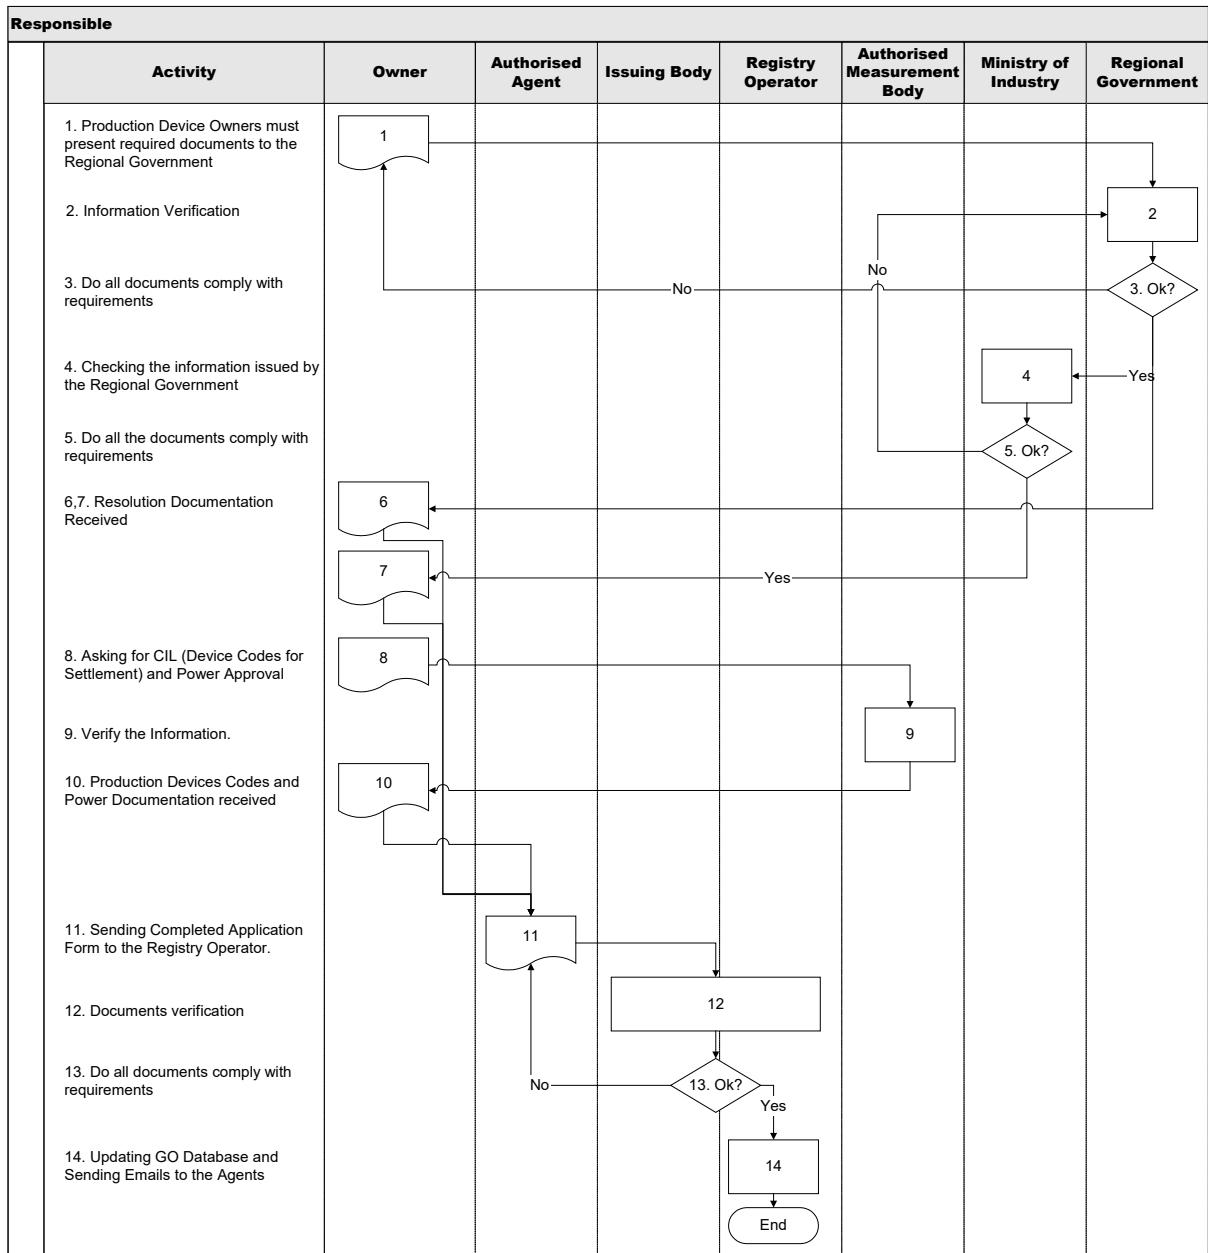 Responsible
Activity
Owner
Authorised
Agent
Issuing Body
Registry
Operator
Authorised
Measurement
Body
Ministry of
Industry
Regional
Government
1. Production Device Owners must
present required documents to the
Regional Government
1
2. Information Verification
2
3. Do all documents comply with
requirements
No
No
3. Ok?
4. Checking the information issued by
the Regional Government
4
Yes
5. Do all the documents comply with
requirements
5. Ok?
6,7. Resolution Documentation
Received
6
7
Yes
8. Asking for CIL (Device Codes for
Settlement) and Power Approval
8
9. Verify the Information.
9
10. Production Devices Codes and
Power Documentation received
10
11. Sending Completed Application
Form to the Registry Operator.
11
12. Documents verification
12
13. Do all documents comply with
requirements
No
13. Ok?
Yes
14. Updating GO Database and
Sending Emails to the Agents
14
End